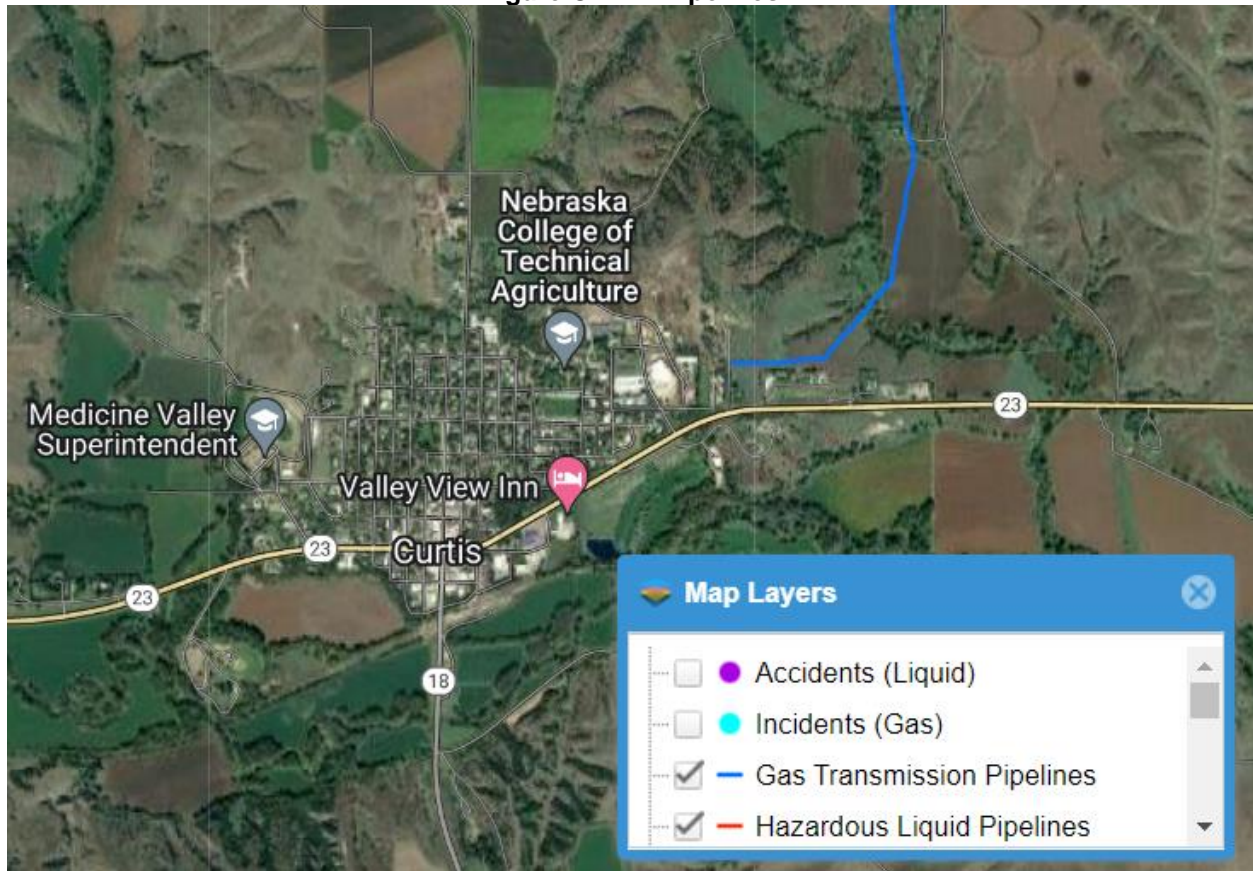 Nebraska
College of
Technical
Agriculture
Medicine Valley
Superintendent
Valley View Inn
23
23
Curtis
23
18
Map Layers
Accidents (Liquid)
Incidents (Gas)
Gas Transmission Pipelines
Hazardous Liquid Pipelines